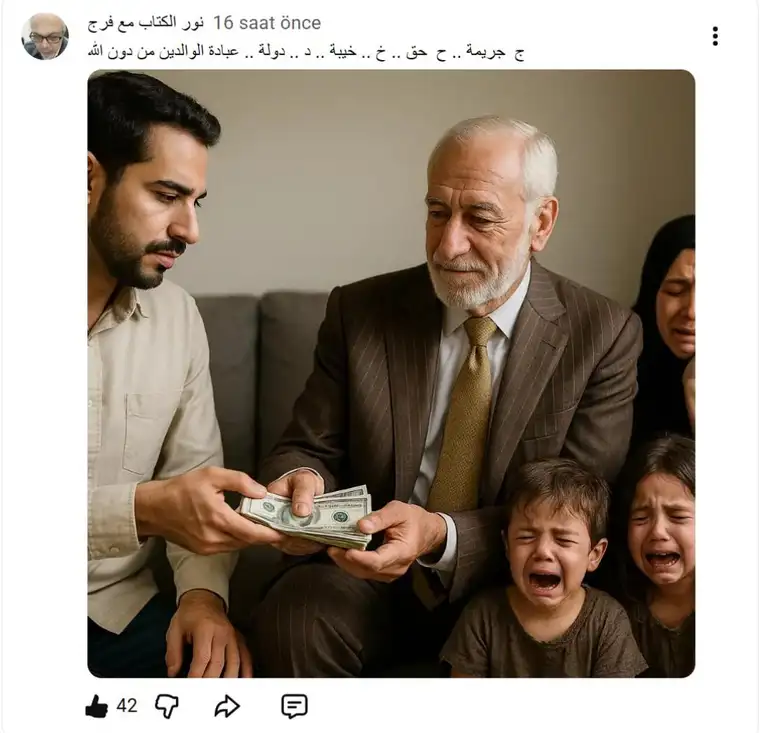 نور الكتاب مع فرج 16 saat önce
ج جريمة .. ح حق .. خ .. خيبة .. د .. دولة .. عبادة الوالدين من دون الله
42